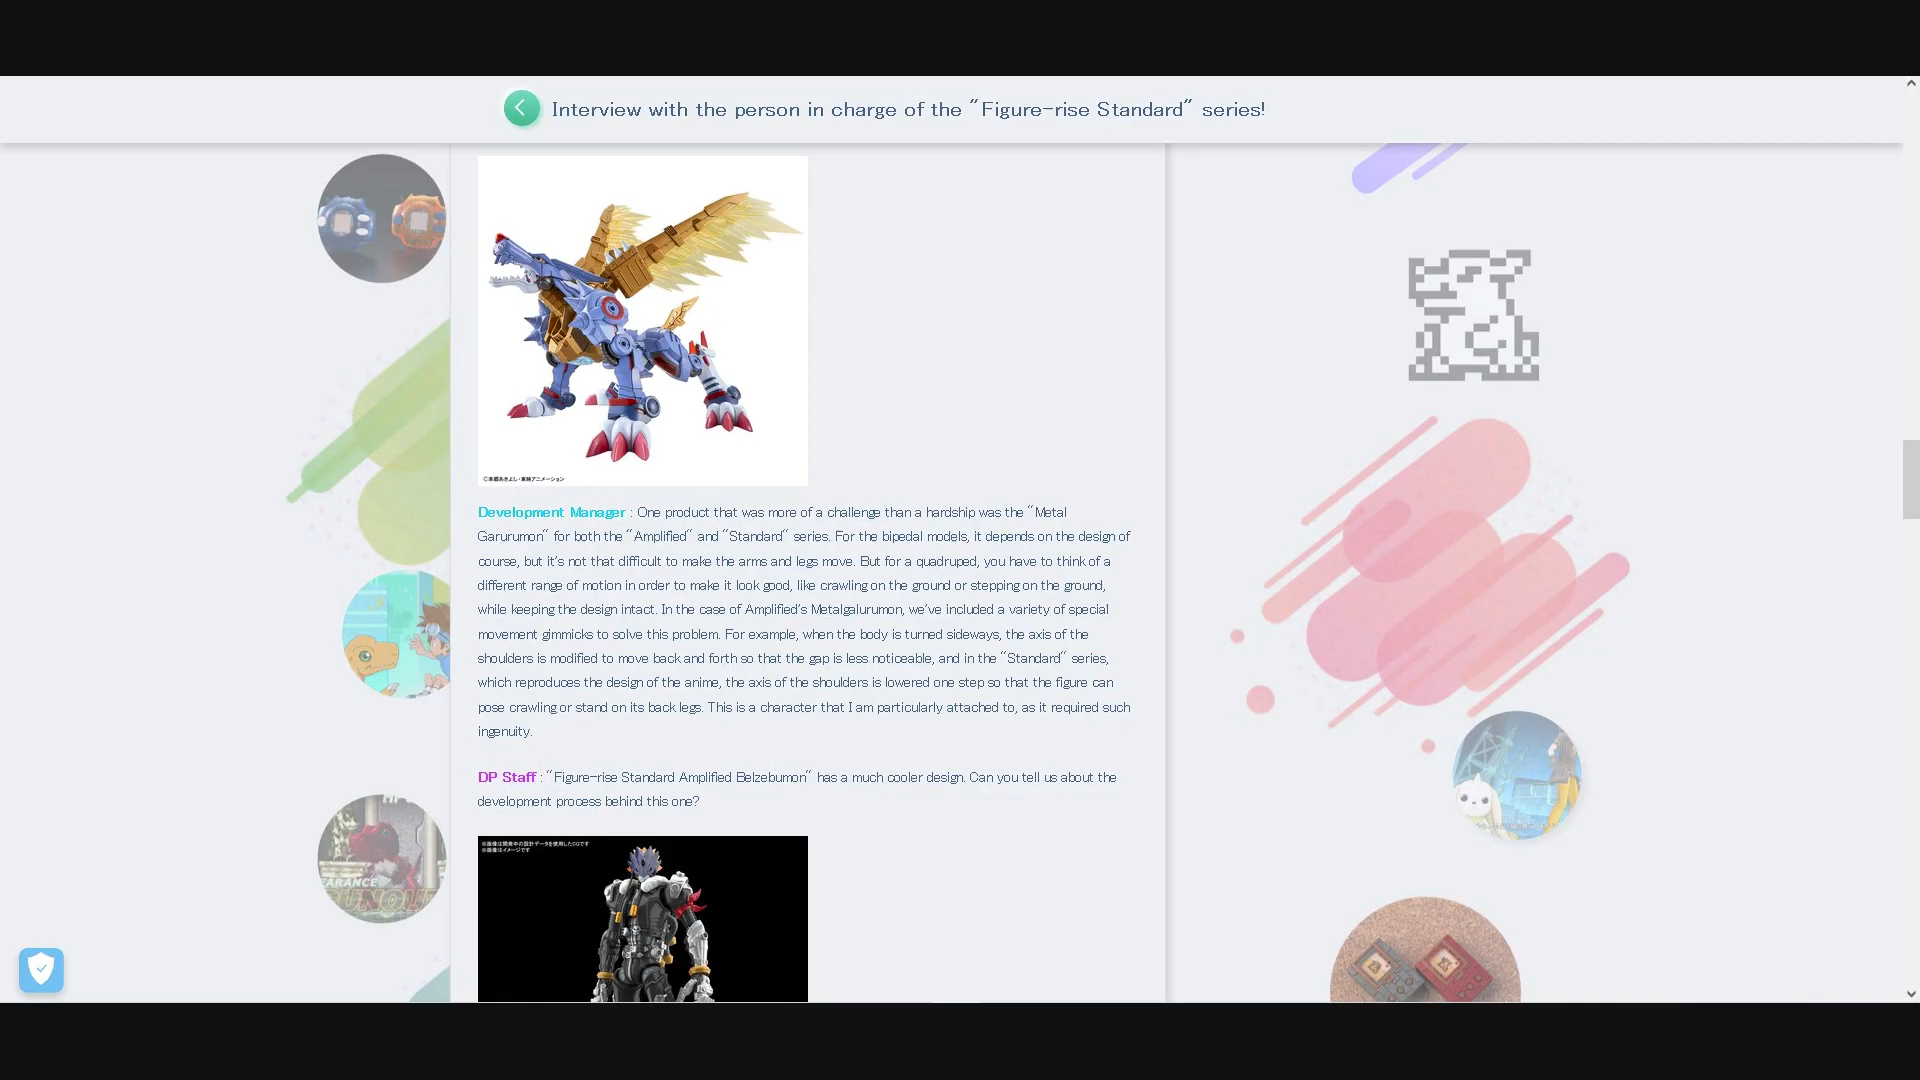 Interview with the person in charge of the "Figure-rise Standard" series!
©本郷あきよし・東映アニメーション
Development Manager : One product that was more of a challenge than a hardship was the "Metal
Garurumon" for both the "Amplified" and "Standard" series. For the bipedal models, it depends on the design of
course, but it's not that difficult to make the arms and legs move. But for a quadruped, you have to think of a
different range of motion in order to make it look good, like crawling on the ground or stepping on the ground,
while keeping the design intact. In the case of Amplified's Metalgalurumon, we've included a variety of special
movement gimmicks to solve this problem. For example, when the body is turned sideways, the axis of the
shoulders is modified to move back and forth so that the gap is less noticeable, and in the "Standard" series,
which reproduces the design of the anime, the axis of the shoulders is lowered one step so that the figure can
pose crawling or stand on its back legs. This is a character that I am particularly attached to, as it required such
ingenuity.
DP Staff : "Figure-rise Standard Amplified Belzebumon" has a much cooler design. Can you tell us about the
development process behind this one?
※画像は開発中の設計データを使用したCGです
※画像はイメージです
EARANCE
RUNOUT